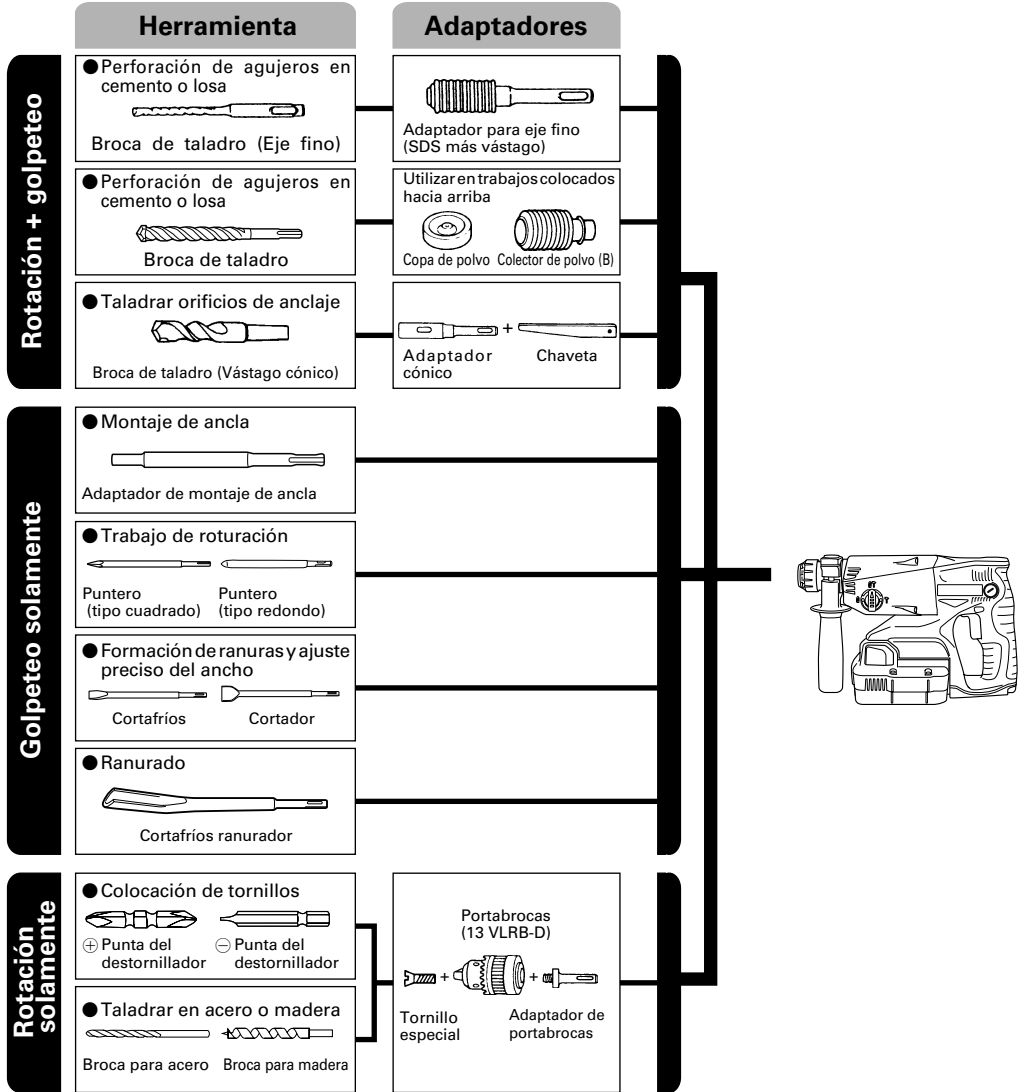 Herramienta
Adaptadores
Rotación + golpeteo
● Perforación de agujeros en
cemento o losa
Broca de taladro (Eje fino)
Adaptador para eje fino
(SDS más vástago)
● Perforación de agujeros en
cemento o losa
Broca de taladro
Utilizar en trabajos colocados
hacia arriba
Copa de polvo
Colector de polvo (B)
● Taladrar orificios de anclaje
Broca de taladro (Vástago cónico)
+
Adaptador
cónico
Chaveta
Golpeteo solamente
● Montaje de ancla
Adaptador de montaje de ancla
● Trabajo de roturación
Puntero
(tipo cuadrado)
Puntero
(tipo redondo)
● Formación de ranuras y ajuste
preciso del ancho
Cortafríos
Cortador
● Ranurado
Cortafríos ranurador
Rotación
solamente
● Colocación de tornillos
⊕ Punta del
destornillador
⊖ Punta del
destornillador
● Taladrar en acero o madera
Broca para acero
Broca para madera
Portabrocas
(13 VLRB-D)
+
+
Tornillo
especial
Adaptador de
portabrocas